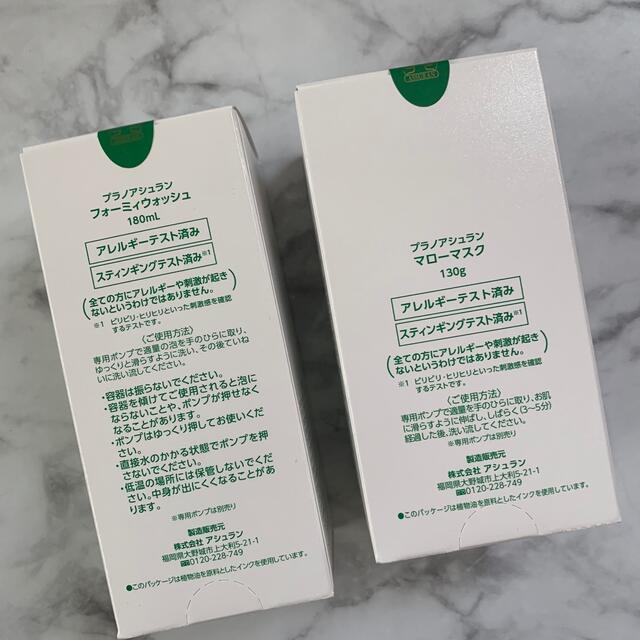 プラノアシュラン
フォーミィウォッシュ
180mL
アレルギーテスト済み
スティンギングテスト済み※1
(全ての方にアレルギーや刺激が起き
ないというわけではありません。)
※1 ピリピリ・ヒリヒリといった刺激感を確認
するテストです。
〈ご使用方法〉
専用ポンプで適量の泡を手のひらに取り、
ゆっくりと滑らすように洗い、その後ていね
いに洗い流してください。
・容器は振らないでください。
・容器を傾けてご使用されると泡に
ならないことや、ポンプが押せなく
なることがあります。
・ポンプはゆっくり押してお使いくだ
さい。
・直接水のかかる状態でポンプを押
さないでください。
・低温の場所には保管しないでくだ
さい。中身が出にくくなることがあ
ります。
※専用ポンプは別売り
製造販売元
株式会社 アシュラン
福岡県大野城市上大利5-21-1
0120-228-749
●このパッケージは植物油を原料としたインクを使用しています。
ASHURAN
プラノアシュラン
マローマスク
130g
アレルギーテスト済み
スティンギングテスト済み※1
(全ての方にアレルギーや刺激が起き
ないというわけではありません。)
※1 ピリピリ・ヒリヒリといった刺激感を確認
するテストです。
〈ご使用方法〉
専用ポンプで適量を手のひらに取り、お肌
に滑らすように伸ばし、しばらく(3〜5分)
経過した後、洗い流してください。
※専用ポンプは別売り
製造販売元
株式会社 アシュラン
福岡県大野城市上大利5-21-1
0120-228-749
●このパッケージは植物油を原料としたインクを使用しています。